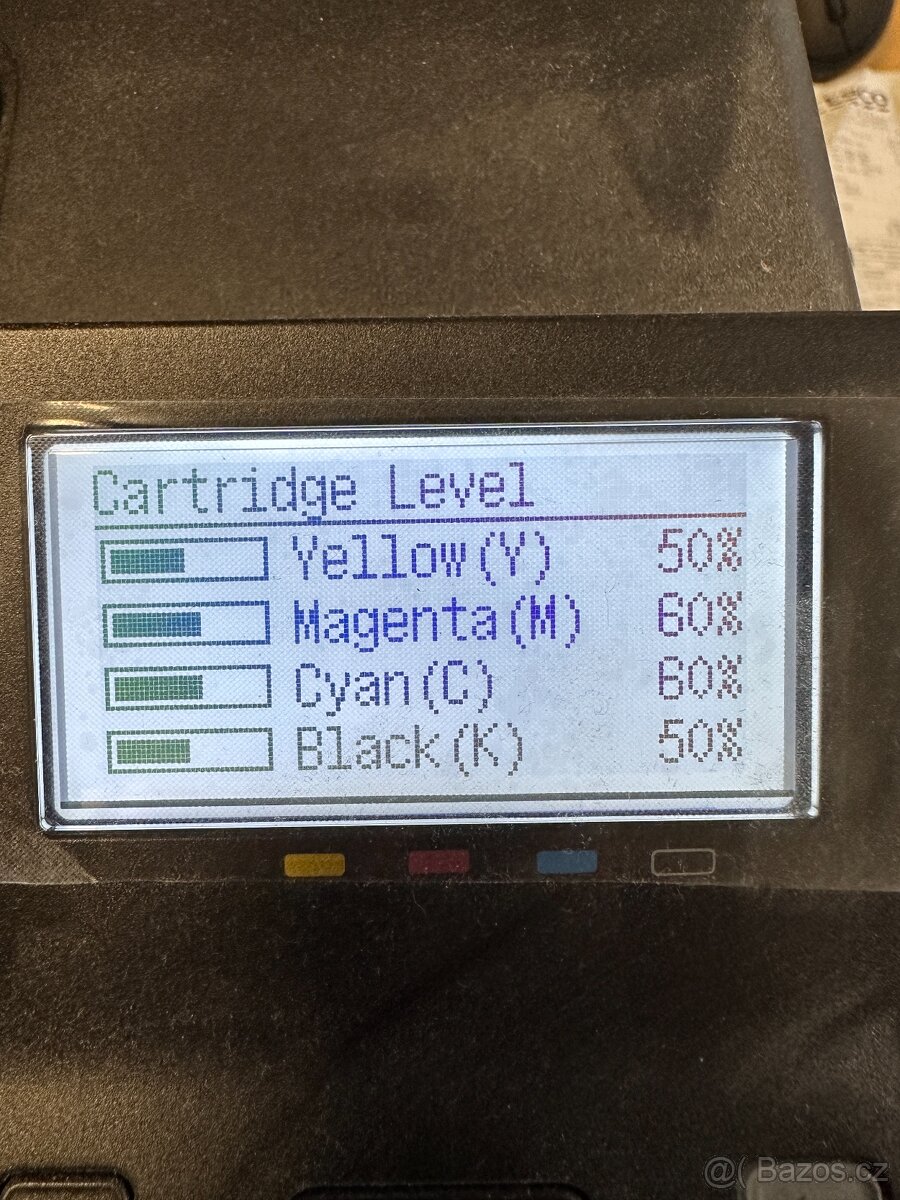 Cartridge Level
Yellow(Y) 50%
Magenta(M) 60%
Cyan(C) 60%
Black(K) 50%
@( Bazos.cz